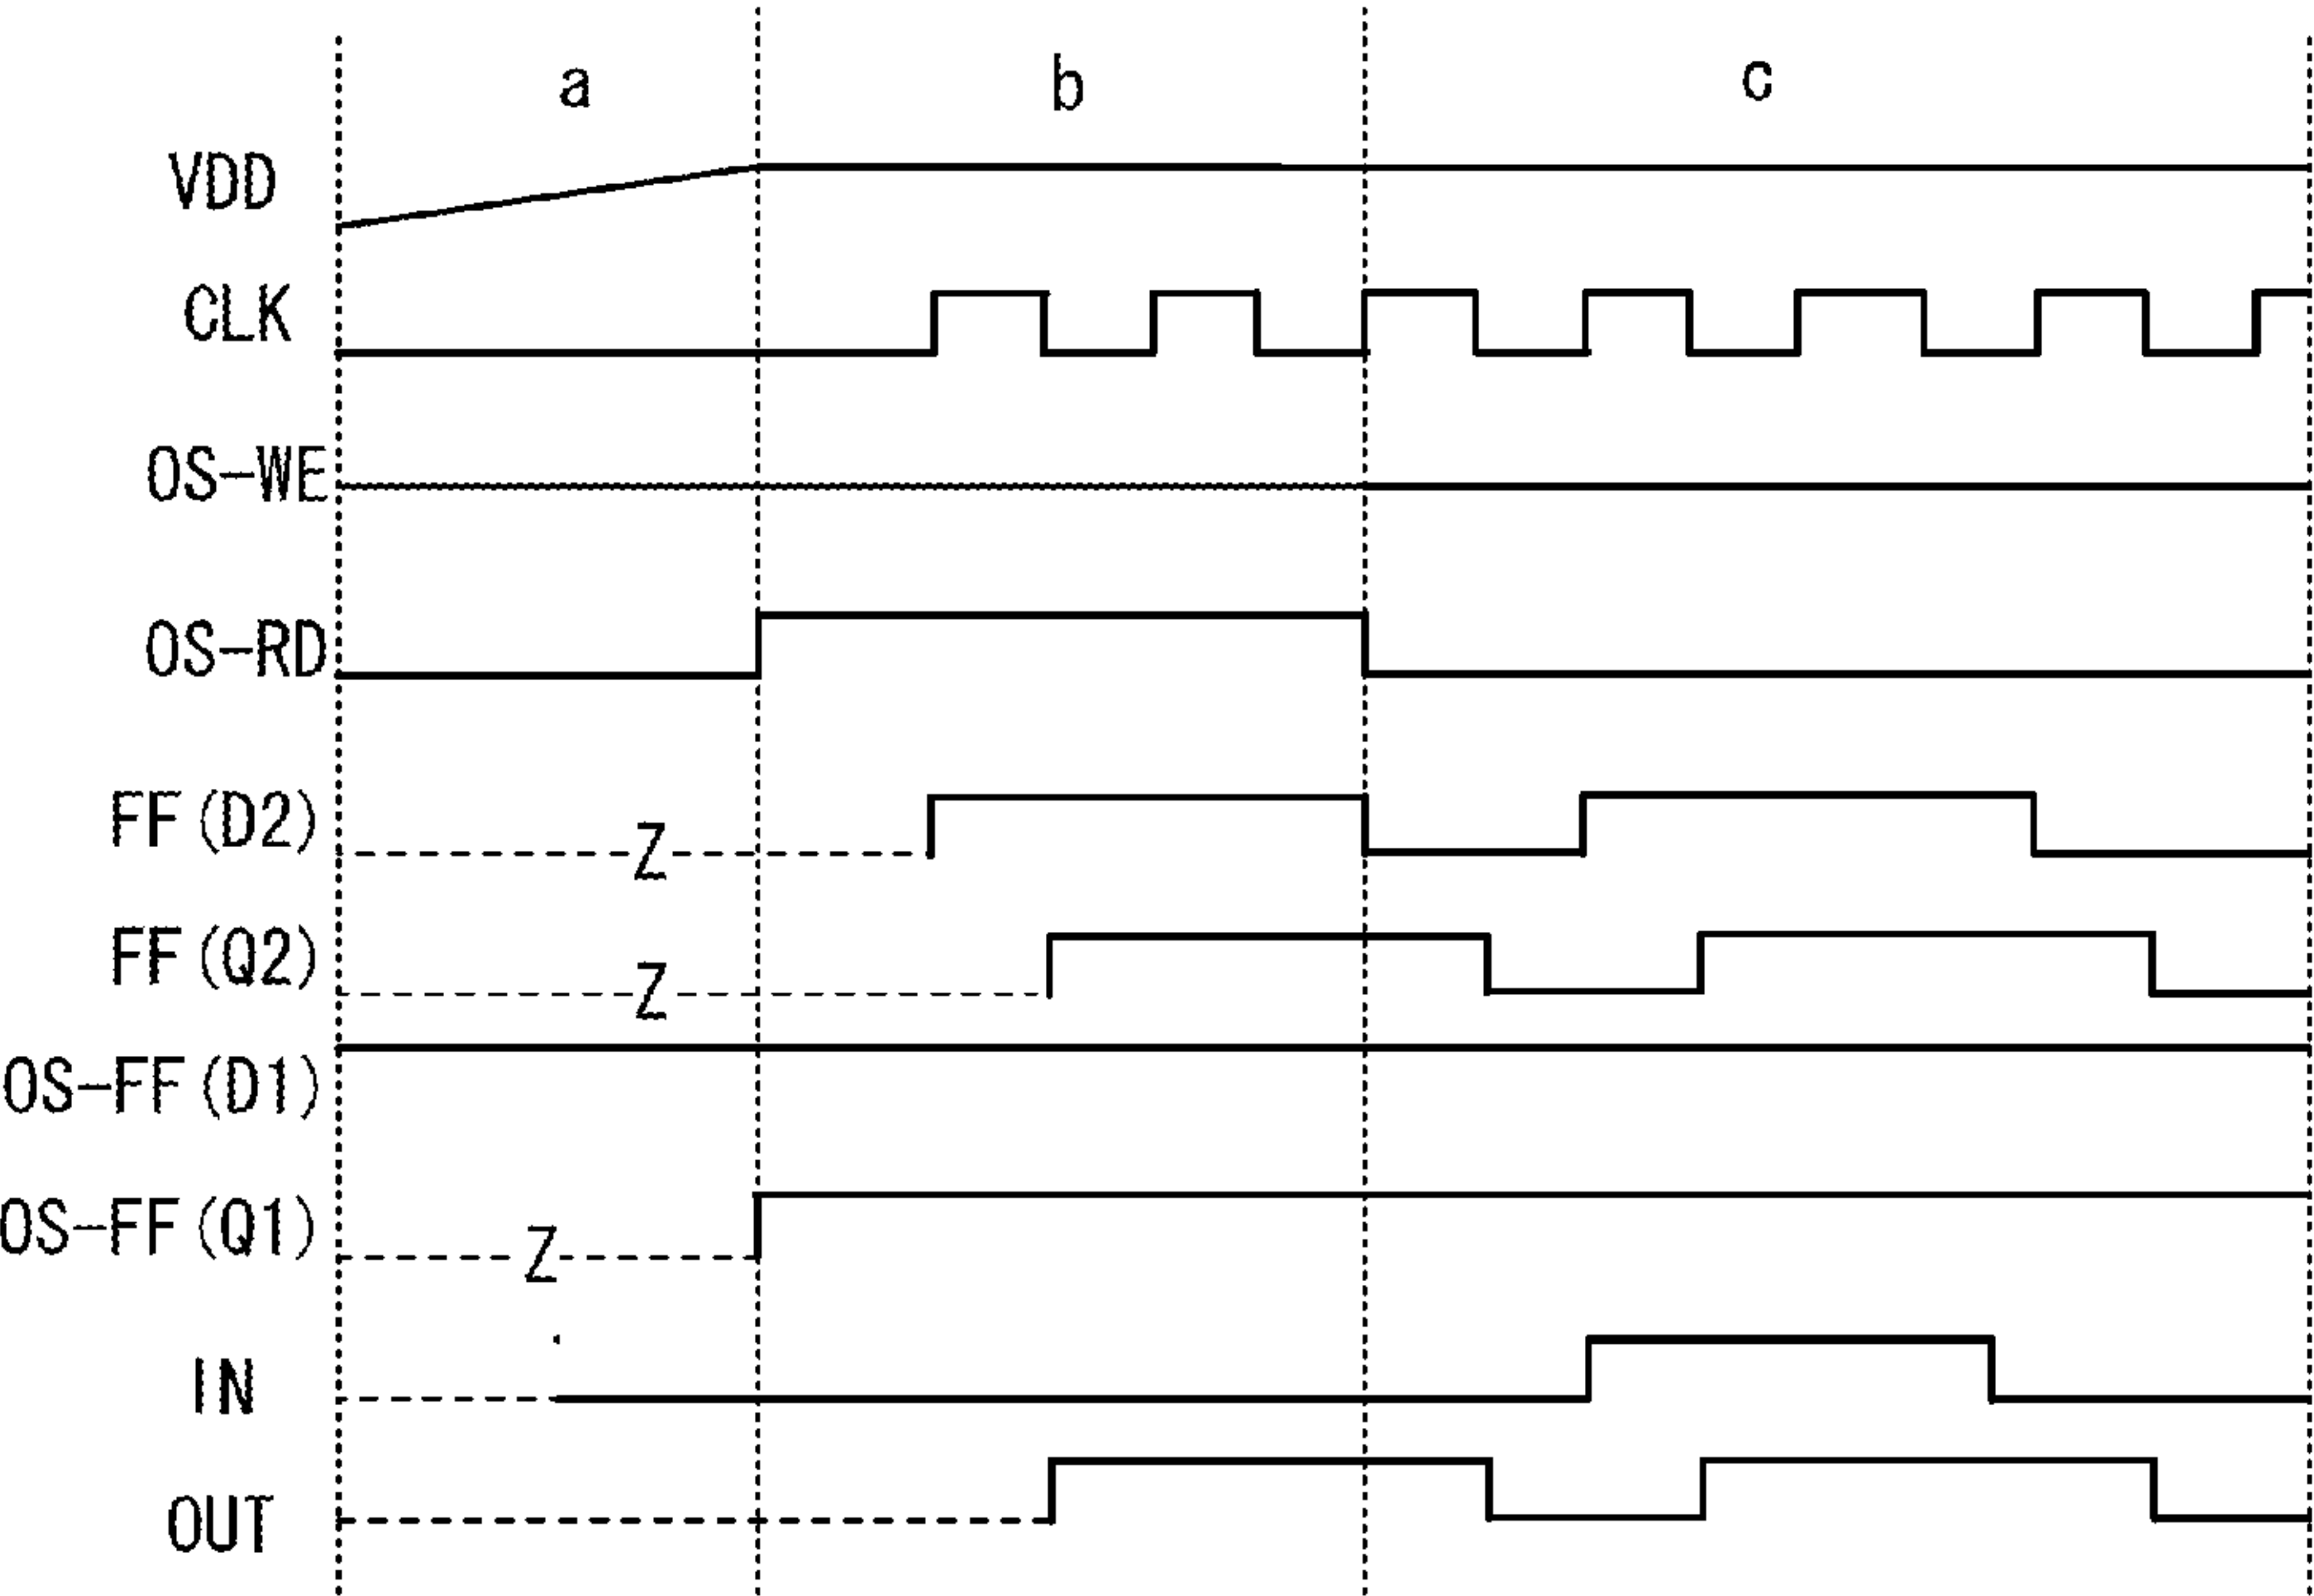 a b c
VDD
CLK
OS-WE
OS-RD
FF(D2)
Z
FF(Q2)
Z
OS-FF(D1)
OS-FF(Q1)
Z
IN
OUT